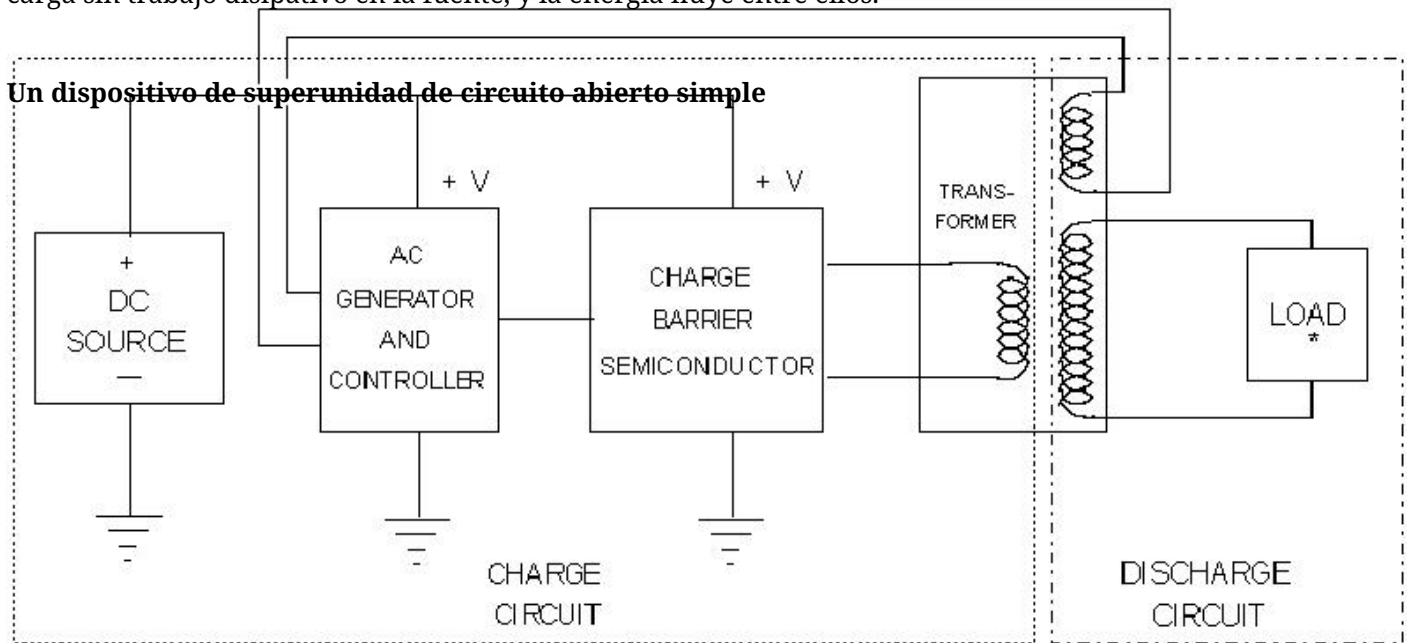 carga sin trabajo disipativo en la fuente, y la energía fluye entre ellos.
Un dispositivo de superunidad de circuito abierto simple
+ V
+ V
TRANS-
FORMER
+
DC
SOURCE
—
AC
GENERATOR
AND
CONTROLLER
CHARGE
BARRIER
SEMICONDUCTOR
LOAD
*
CHARGE
CIRCUIT
DISCHARGE
CIRCUIT